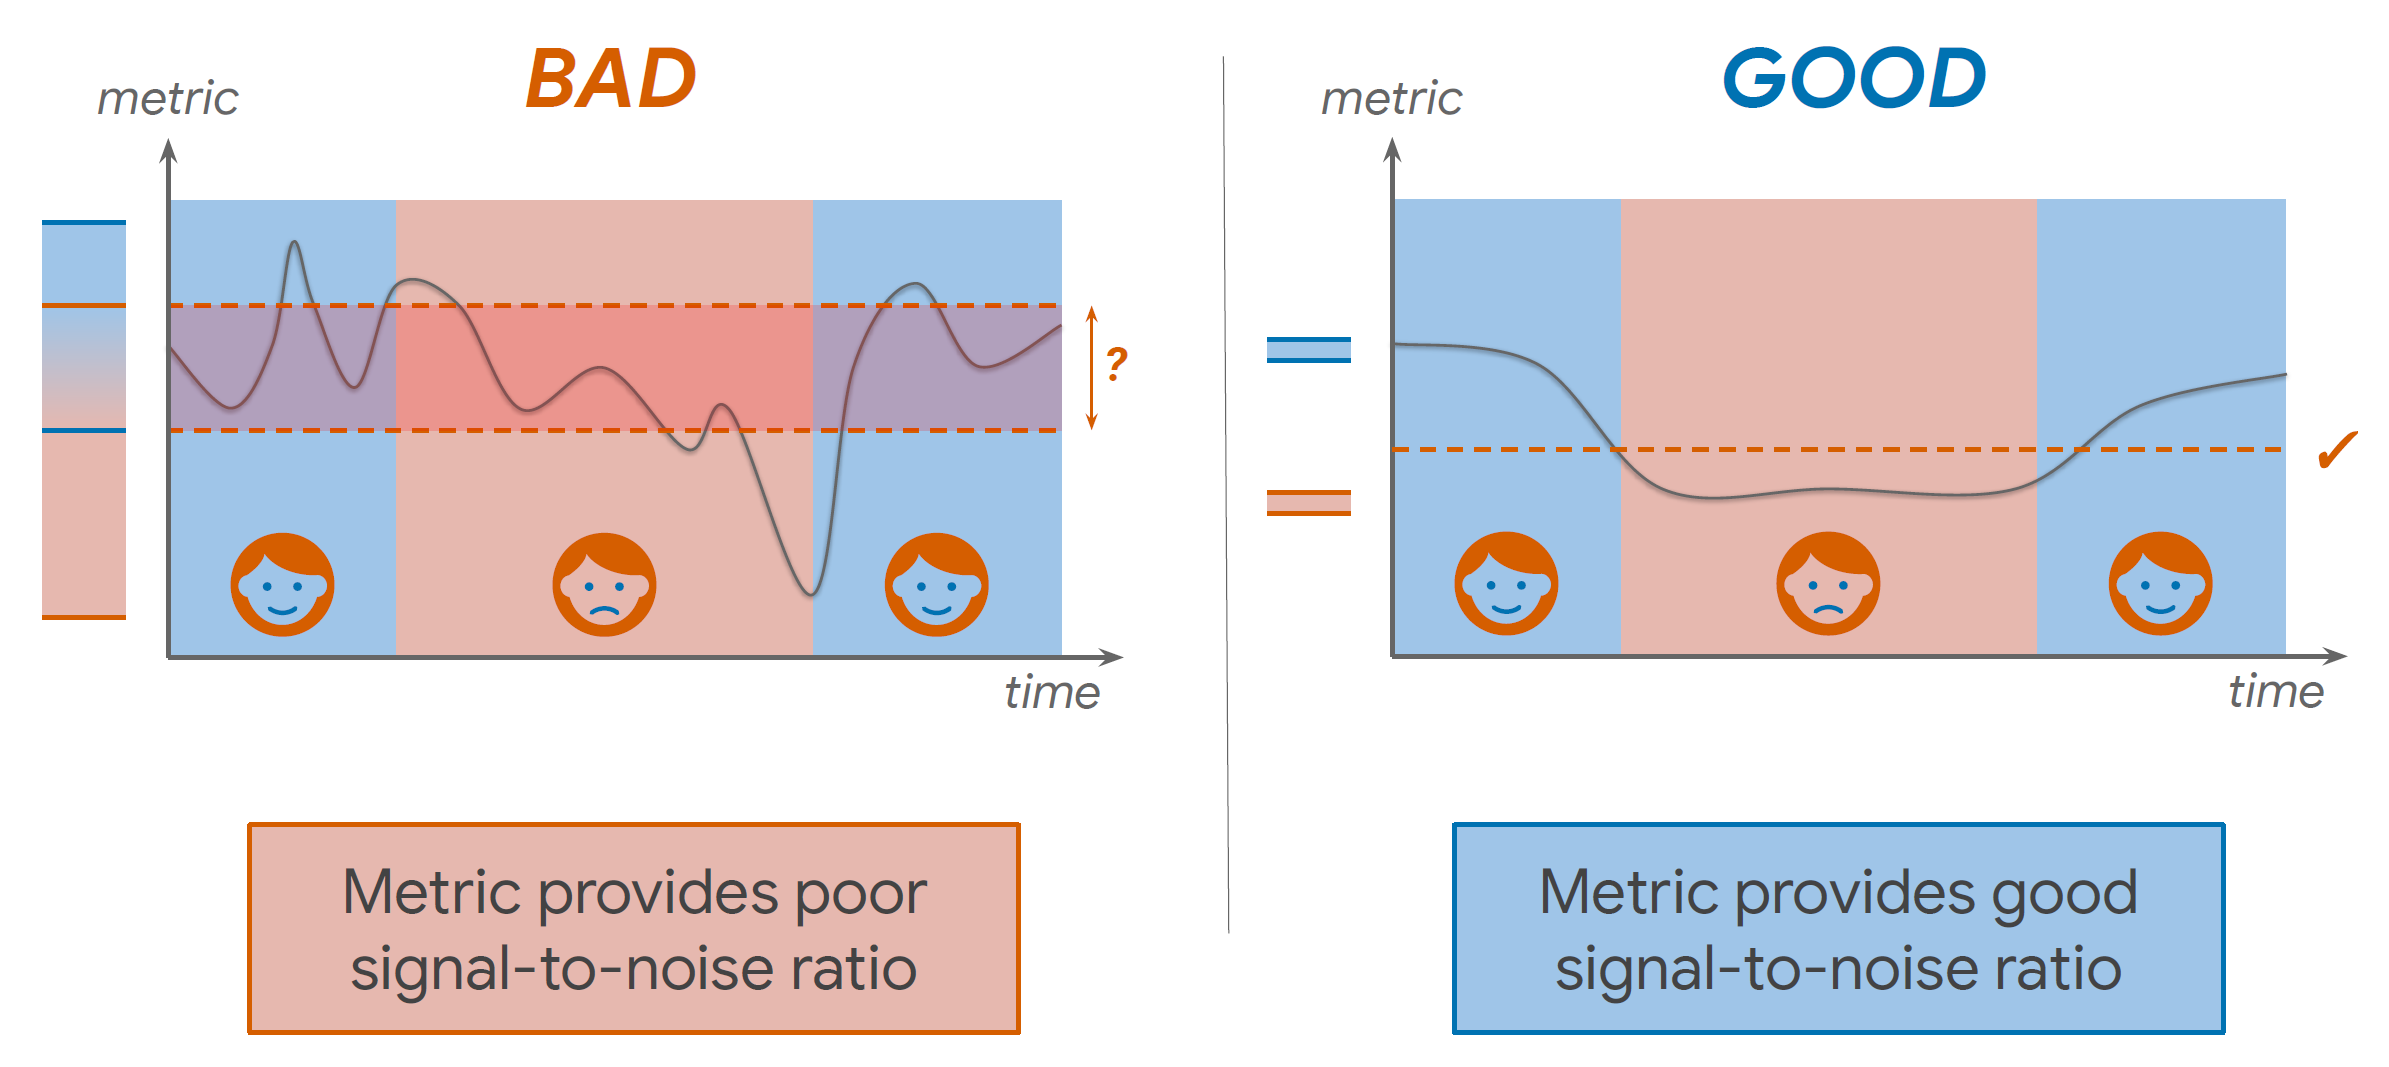 BAD
metric
?
time
Metric provides poor
signal-to-noise ratio
GOOD
metric
✓
time
Metric provides good
signal-to-noise ratio